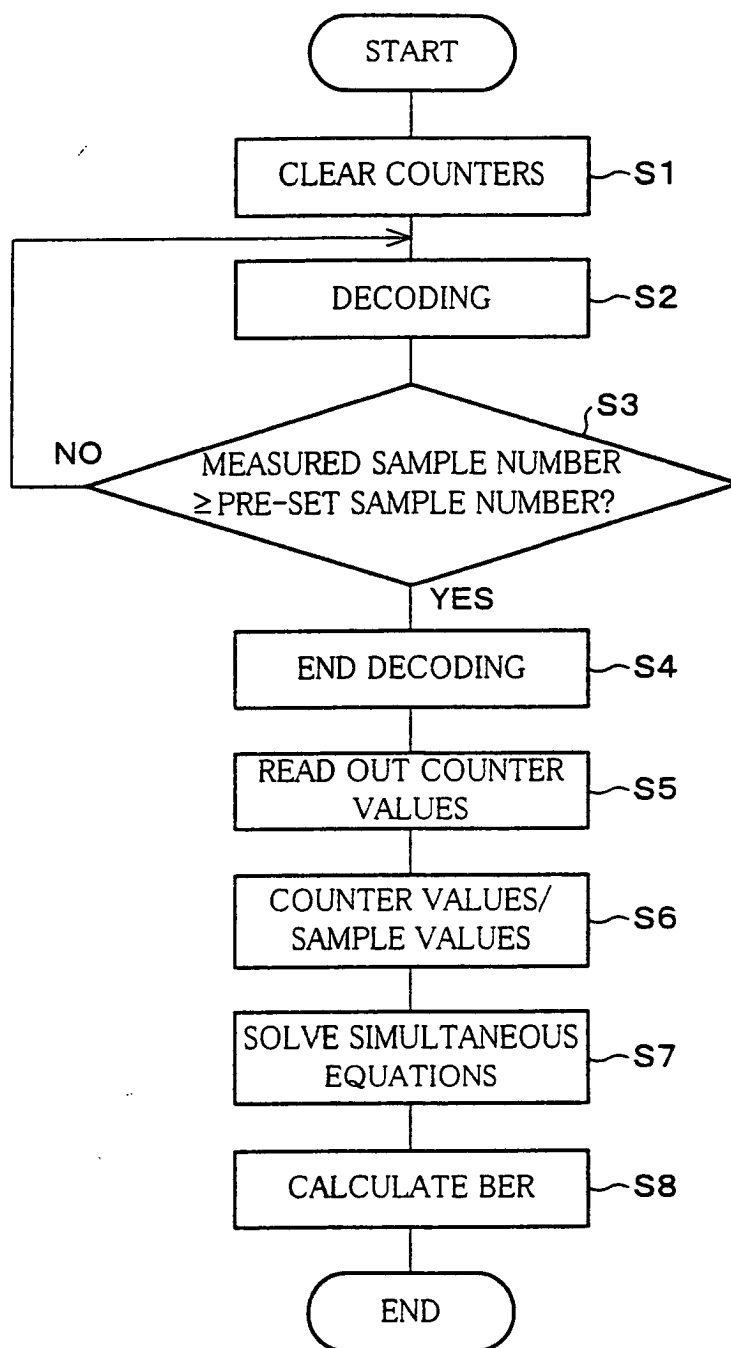 START
CLEAR COUNTERS
S1
DECODING
S2
S3
NO
MEASURED SAMPLE NUMBER
≥PRE-SET SAMPLE NUMBER?
YES
END DECODING
S4
READ OUT COUNTER
VALUES
S5
COUNTER VALUES/
SAMPLE VALUES
S6
SOLVE SIMULTANEOUS
EQUATIONS
S7
CALCULATE BER
S8
END